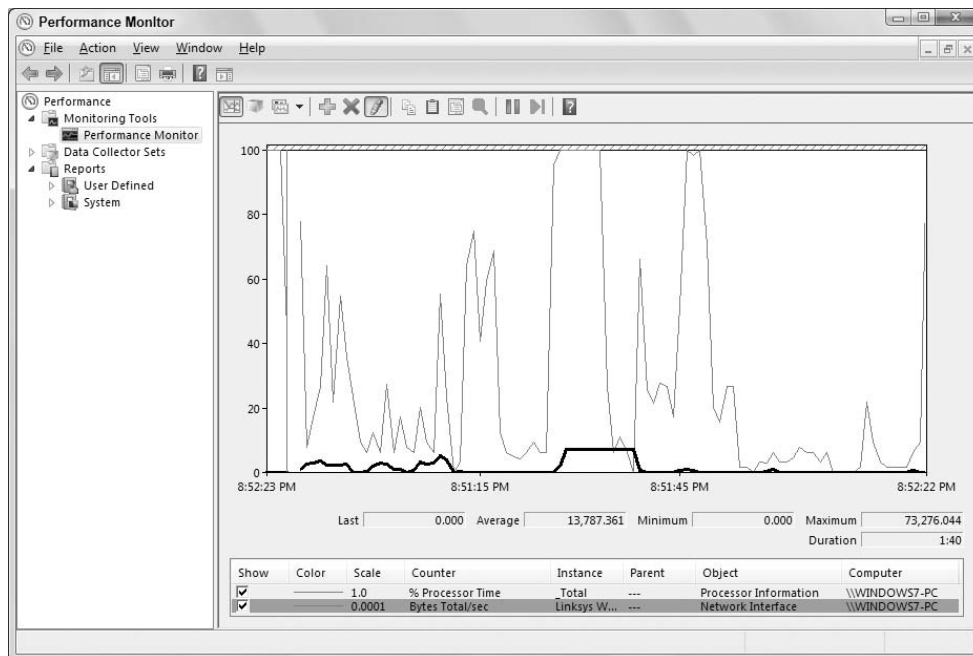 Performance Monitor
File Action View Window Help
Performance
Monitoring Tools
Performance Monitor
Data Collector Sets
Reports
User Defined
System
100
80
60
40
20
0
8:52:23 PM 8:51:15 PM 8:51:45 PM 8:52:22 PM
Last 0.000 Average 13,787.361 Minimum 0.000 Maximum 73,276.044
Duration 1:40
Show Color Scale Counter Instance Parent Object Computer
1.0 % Processor Time _Total --- Processor Information \\WINDOWS7-PC
0.0001 Bytes Total/sec Linksys W... --- Network Interface \\WINDOWS7-PC